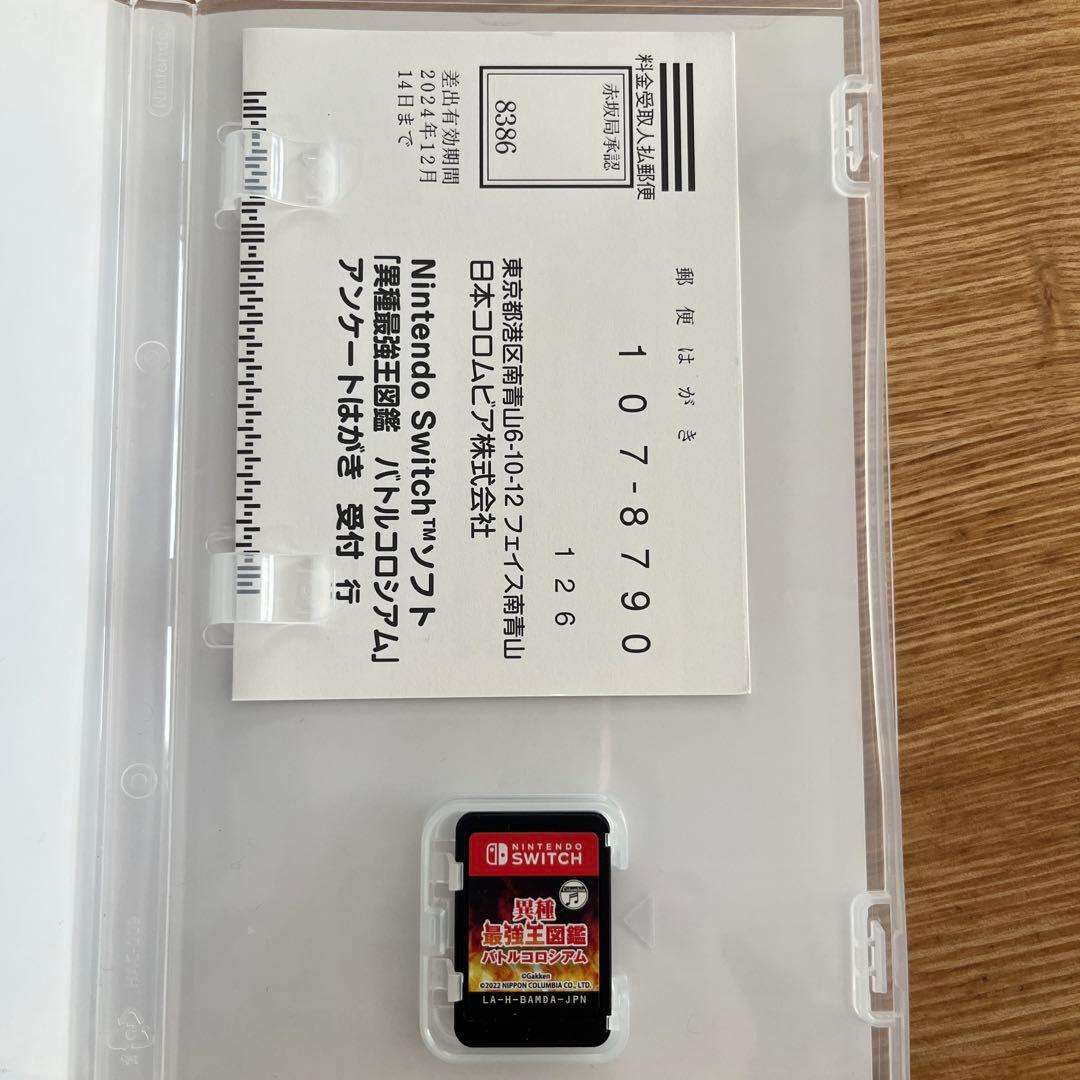 料金受取人払郵便
赤坂局承認
8386
差出有効期間
2024年12月
14日まで
郵便はがき
107-8790
126
東京都港区南青山6-10-12 フェイス南青山
日本コロムビア株式会社
Nintendo Switch™ソフト
「異種最強王図鑑 バトルコロシアム」
アンケートはがき 受付 行
Nintendo
NINTENDO
SWITCH
Columbia
異種
最強王図鑑
バトルコロシアム
©Gakken
©2022 NIPPON COLUMBIA CO., LTD.
LA-H-BAMDA-JPN